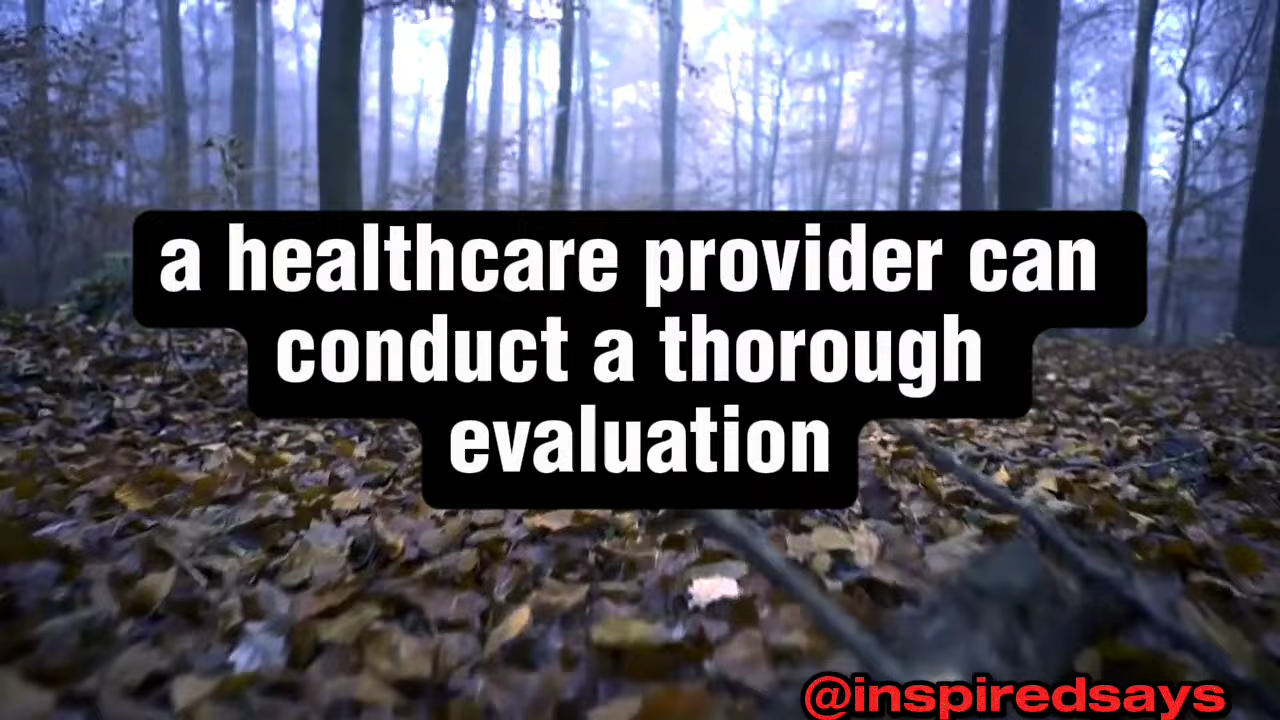 a healthcare provider can
conduct a thorough
evaluation
@inspiredsays